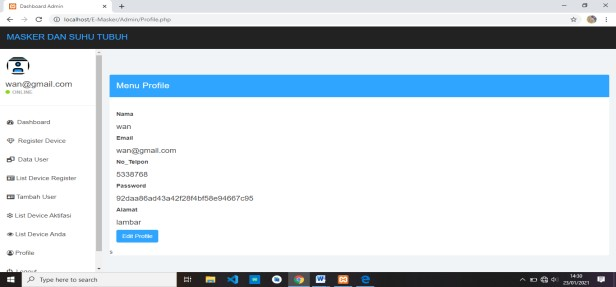 Dashboard Admin
localhost/E-Masker/Admin/Profile.php
MASKER DAN SUHU TUBUH
wan@gmail.com
ONLINE
Dashboard
Register Device
Data User
List Device Register
Tambah User
List Device Aktifasi
List Device Anda
Profile
Logout
Menu Profile
Nama
wan
Email
wan@gmail.com
No_Telpon
5338768
Password
92daa86ad43a42f28f4bf58e94667c95
Alamat
lambar
Edit Profile
s
Type here to search
14:30
23/01/2021